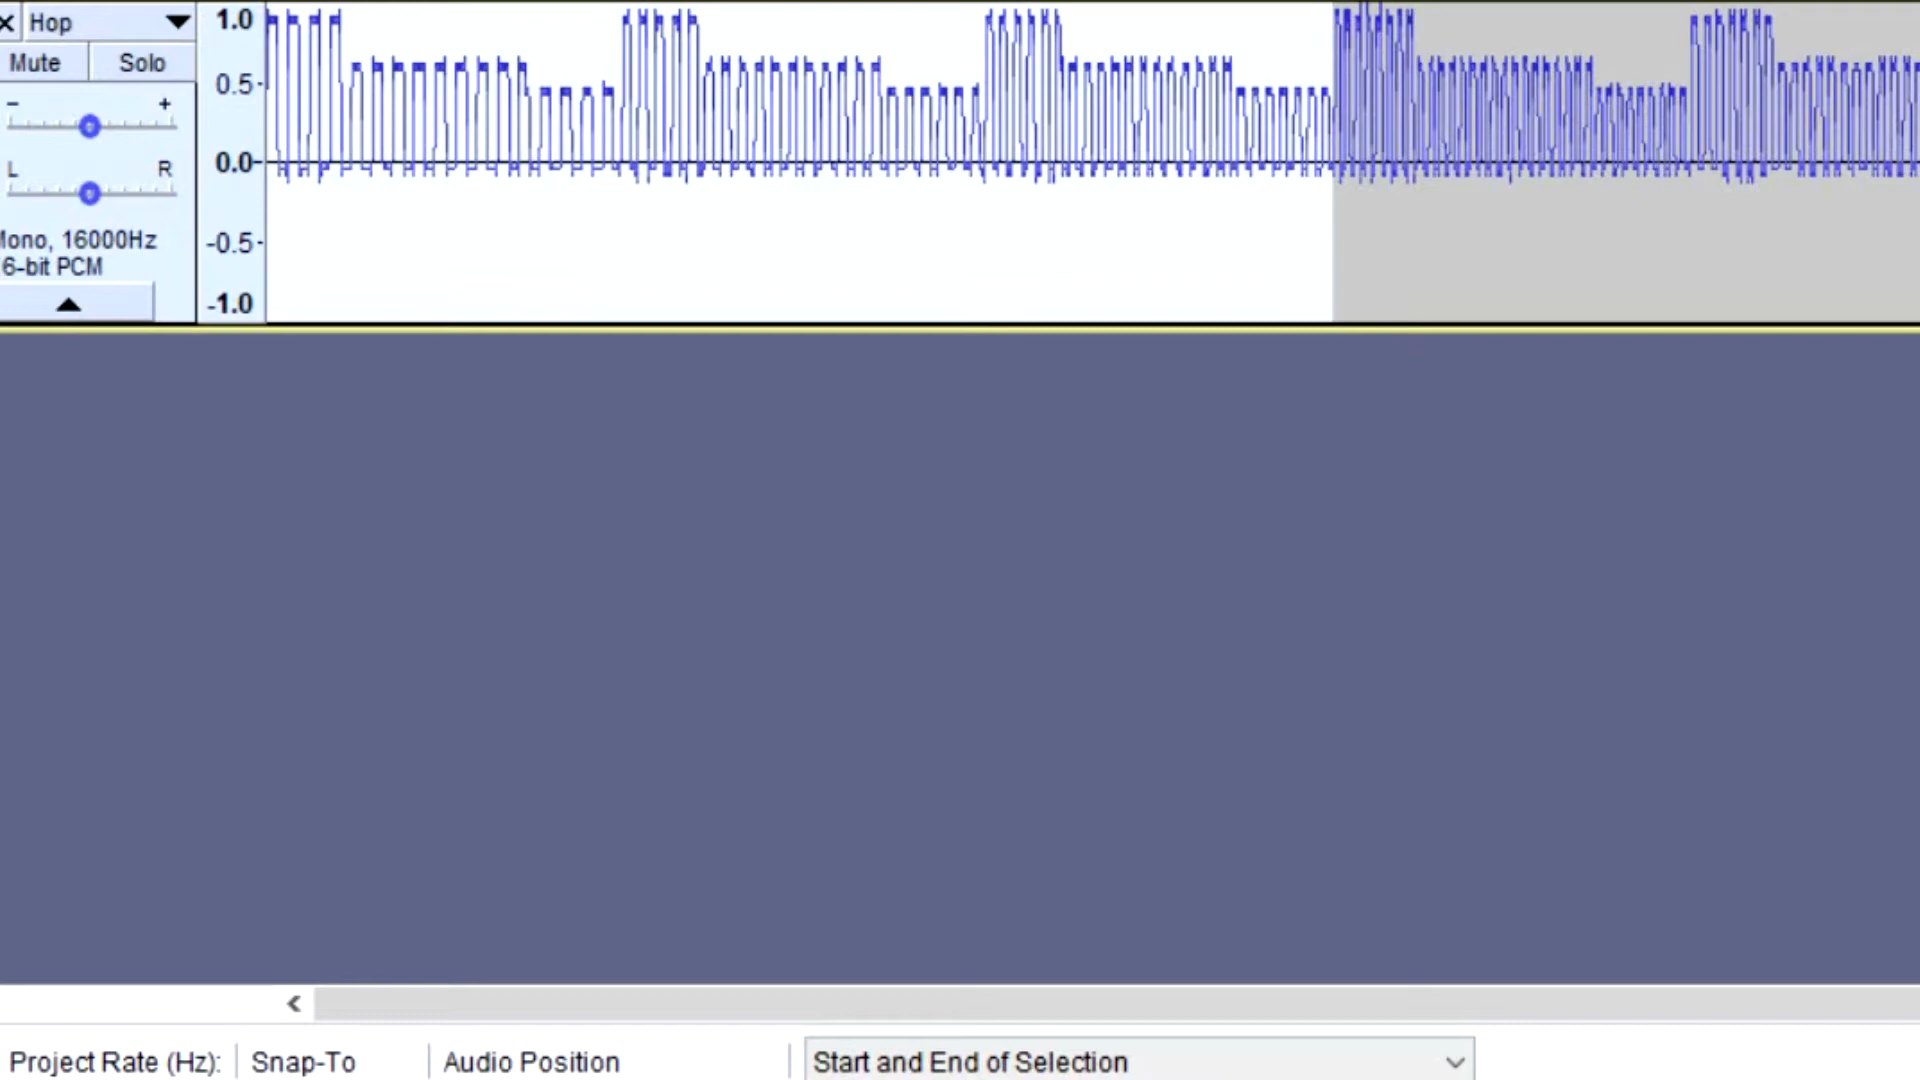 X Hop
1.0
Mute Solo
0.5
- +
0.0
L R
Mono, 16000Hz
-0.5
6-bit PCM
-1.0
Project Rate (Hz): Snap-To Audio Position Start and End of Selection